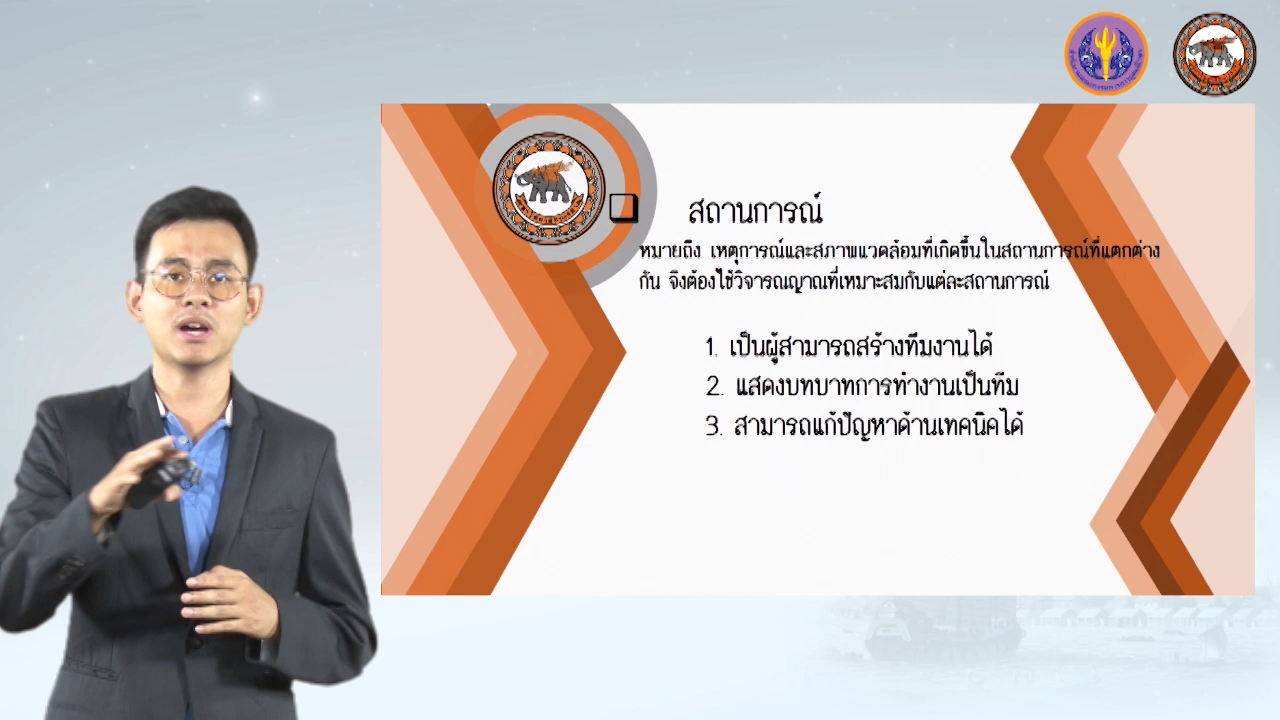 สถานการณ์
หมายถึง เหตุการณ์และสภาพแวดล้อมที่เกิดขึ้นในสถานการณ์ที่แตกต่าง
กัน จึงต้องใช้วิจารณญาณที่เหมาะสมกับแต่ละสถานการณ์
1. เป็นผู้สามารถสร้างทีมงานได้
2. แสดงบทบาทการทำงานเป็นทีม
3. สามารถแก้ปัญหาด้านเทคนิคได้